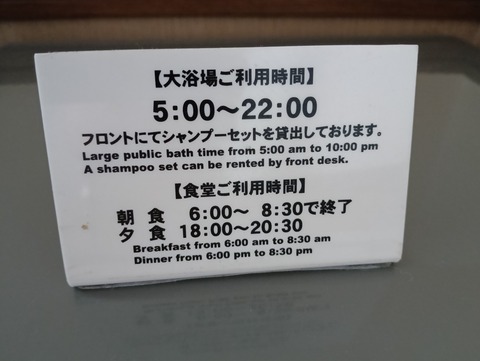 【大浴場ご利用時間】
5:00～22:00
フロントにてシャンプーセットを貸出しております。
Large public bath time from 5:00 am to 10:00 pm
A shampoo set can be rented by front desk.
【食堂ご利用時間】
朝 食 6:00～ 8:30で終了
夕 食 18:00～20:30
Breakfast from 6:00 am to 8:30 am
Dinner from 6:00 pm to 8:30 pm